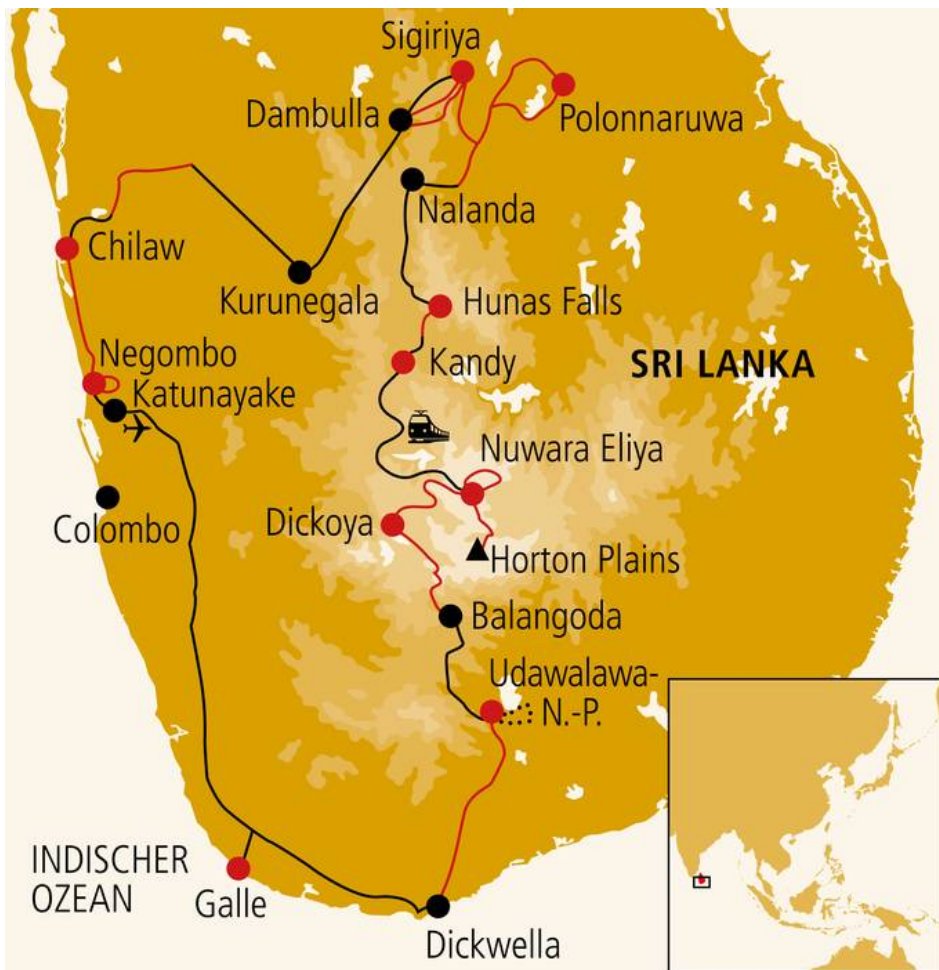 Sigiriya
Dambulla
Polonnaruwa
Nalanda
Chilaw
Kurunegala
Hunas Falls
Negombo
Kandy
SRI LANKA
Katunayake
Nuwara Eliya
Colombo
Dickoya
Horton Plains
Balangoda
Udawalawa-
N.-P.
INDISCHER
OZEAN
Galle
Dickwella